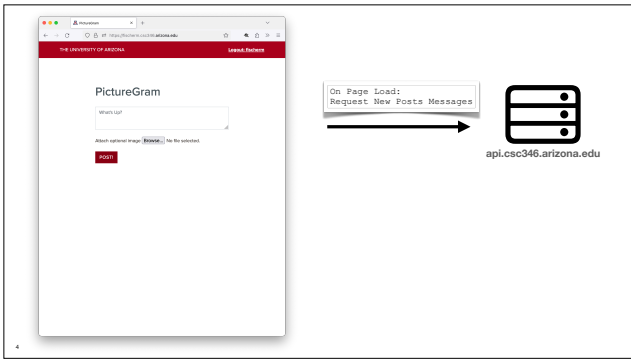 PictureGram
https://fischerm.csc346.arizona.edu
THE UNIVERSITY OF ARIZONA
Logout: fischerm
PictureGram
What's Up?
Attach optional image Browse... No file selected.
POST!
On Page Load:
Request New Posts Messages
api.csc346.arizona.edu
4